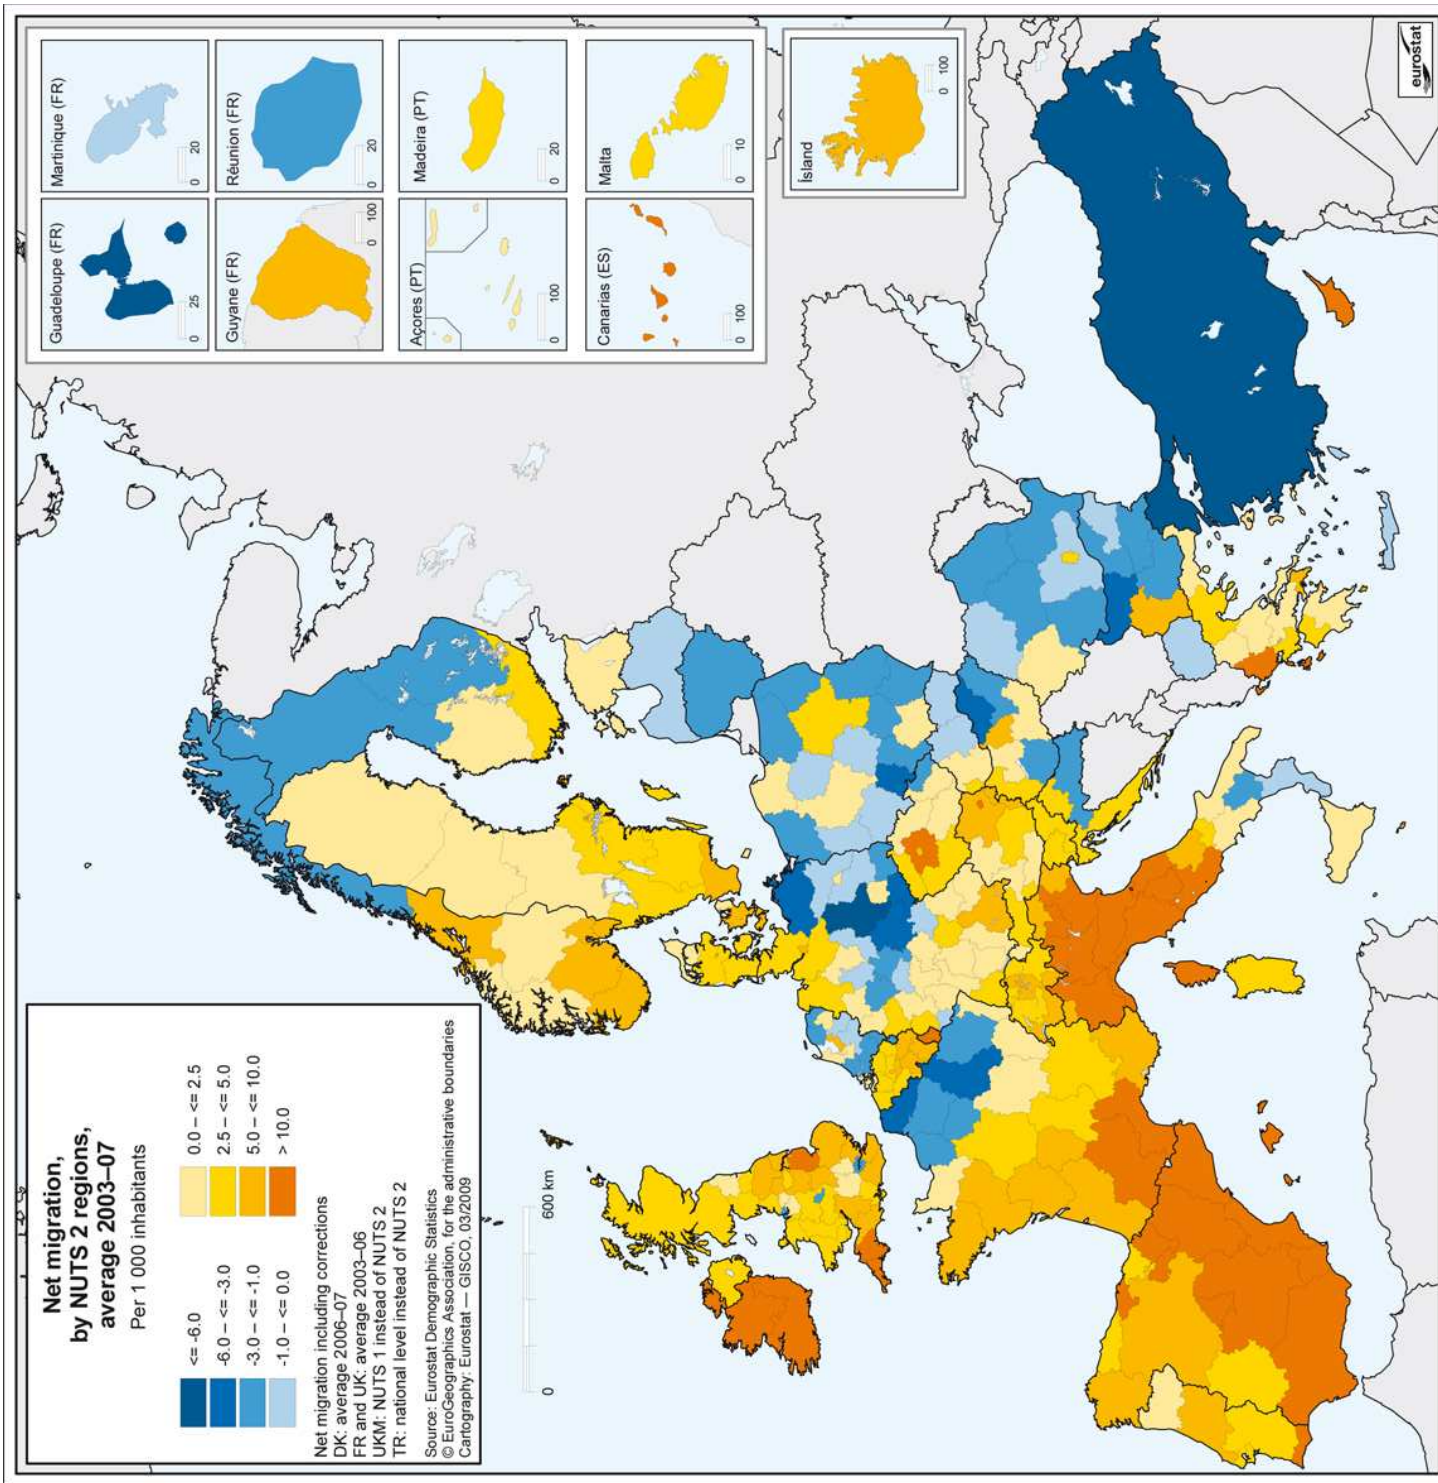 Net migration,
by NUTS 2 regions,
average 2003–07
Per 1 000 inhabitants
<= -6.0
-6.0 – <= -3.0
-3.0 – <= -1.0
-1.0 – <= 0.0
0.0 – <= 2.5
2.5 – <= 5.0
5.0 – <= 10.0
> 10.0
Net migration including corrections
DK: average 2006–07
FR and UK: average 2003–06
UKM: NUTS 1 instead of NUTS 2
TR: national level instead of NUTS 2
Source: Eurostat Demographic Statistics
© EuroGeographics Association, for the administrative boundaries
Cartography: Eurostat — GISCO, 03/2009
0 600 km
Guadeloupe (FR)
0 25
Martinique (FR)
0 20
Guyane (FR)
0 100
Réunion (FR)
0 20
Açores (PT)
0 100
Madeira (PT)
0 20
Canarias (ES)
0 100
Malta
0 10
Ísland
0 100
eurostat